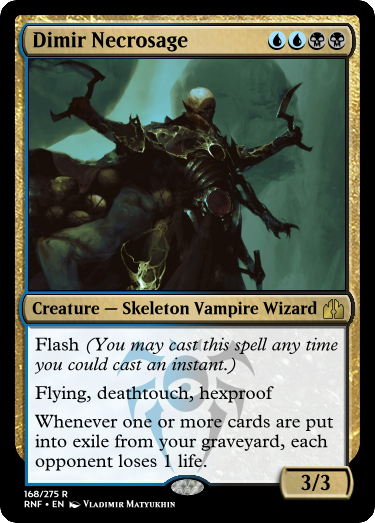 Dimir Necrosage
Creature — Skeleton Vampire Wizard
Flash (You may cast this spell any time
you could cast an instant.)
Flying, deathtouch, hexproof
Whenever one or more cards are put
into exile from your graveyard, each
opponent loses 1 life.
3/3
168/275 R
RNF • EN Vladimir Matyukhin